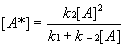 [A*] = k₂[A]² / k₁ + k₋₂[A]